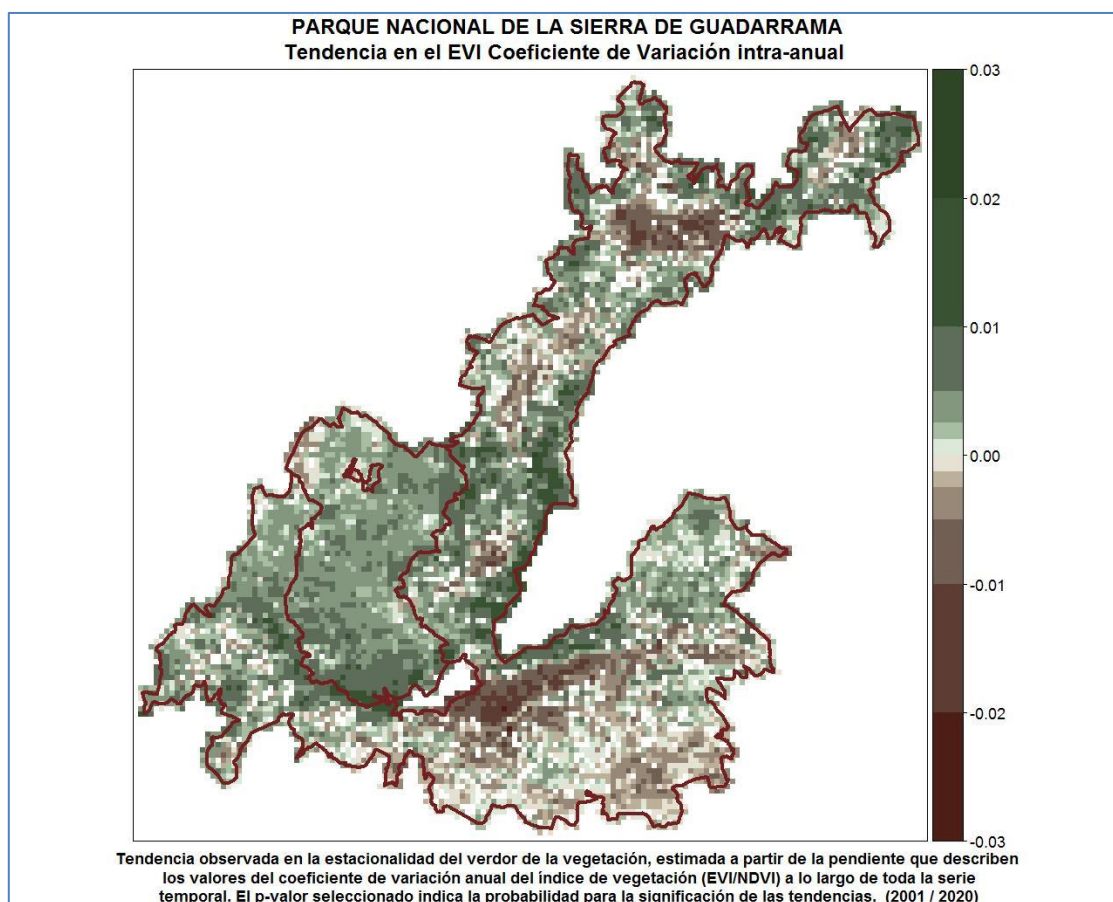 PARQUE NACIONAL DE LA SIERRA DE GUADARRAMA
Tendencia en el EVI Coeficiente de Variación intra-anual
0.03
0.02
0.01
0.00
-0.01
-0.02
-0.03
Tendencia observada en la estacionalidad del verdor de la vegetación, estimada a partir de la pendiente que describen
los valores del coeficiente de variación anual del índice de vegetación (EVI/NDVI) a lo largo de toda la serie
temporal. El p-valor seleccionado indica la probabilidad para la significación de las tendencias. (2001 / 2020)